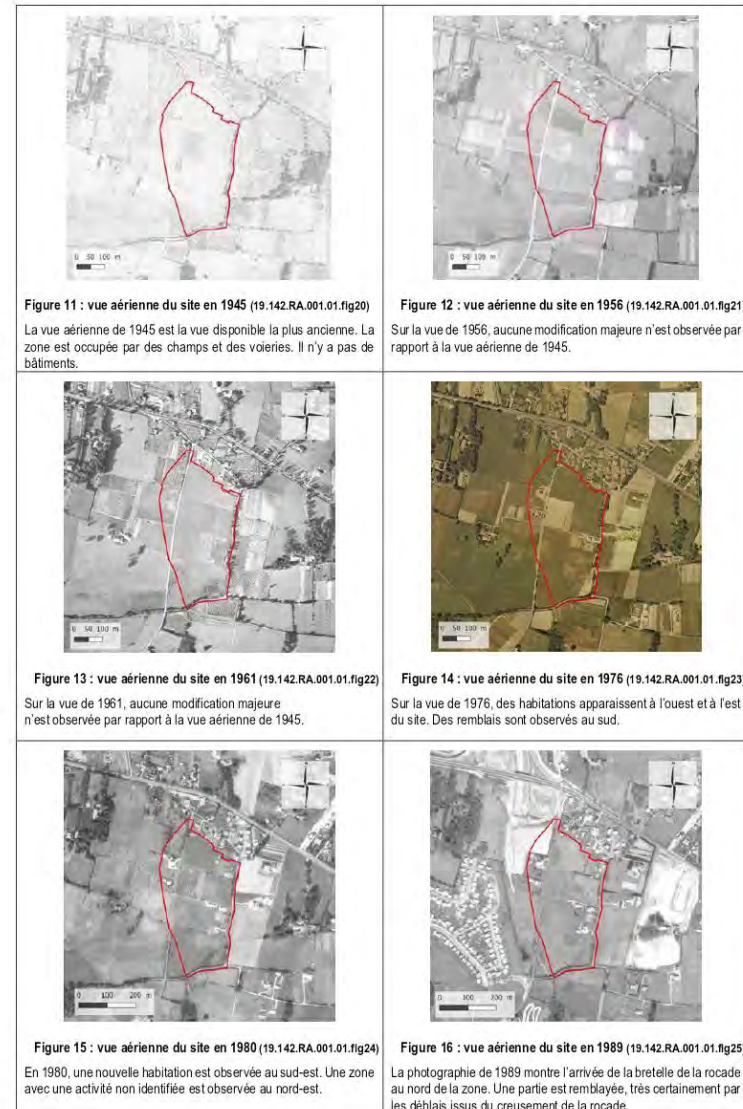 0 50 100 m
Figure 11 : vue aérienne du site en 1945 (19.142.RA.001.01.fig20)
La vue aérienne de 1945 est la vue disponible la plus ancienne. La
zone est occupée par des champs et des voieries. Il n'y a pas de
bâtiments.
0 50 100 m
Figure 12 : vue aérienne du site en 1956 (19.142.RA.001.01.fig21
Sur la vue de 1956, aucune modification majeure n'est observée par
rapport à la vue aérienne de 1945.
0 50 100 m
Figure 13 : vue aérienne du site en 1961 (19.142.RA.001.01.fig22)
Sur la vue de 1961, aucune modification majeure
n'est observée par rapport à la vue aérienne de 1945.
0 50 100 m
Figure 14 : vue aérienne du site en 1976 (19.142.RA.001.01.fig23
Sur la vue de 1976, des habitations apparaissent à l'ouest et à l'est
du site. Des remblais sont observés au sud.
0 100 200 m
Figure 15 : vue aérienne du site en 1980 (19.142.RA.001.01.fig24)
En 1980, une nouvelle habitation est observée au sud-est. Une zone
avec une activité non identifiée est observée au nord-est.
0 100 200 m
Figure 16 : vue aérienne du site en 1989 (19.142.RA.001.01.fig25
La photographie de 1989 montre l'arrivée de la bretelle de la rocade
au nord de la zone. Une partie est remblayée, très certainement par
les déblais issus du creusement de la rocade